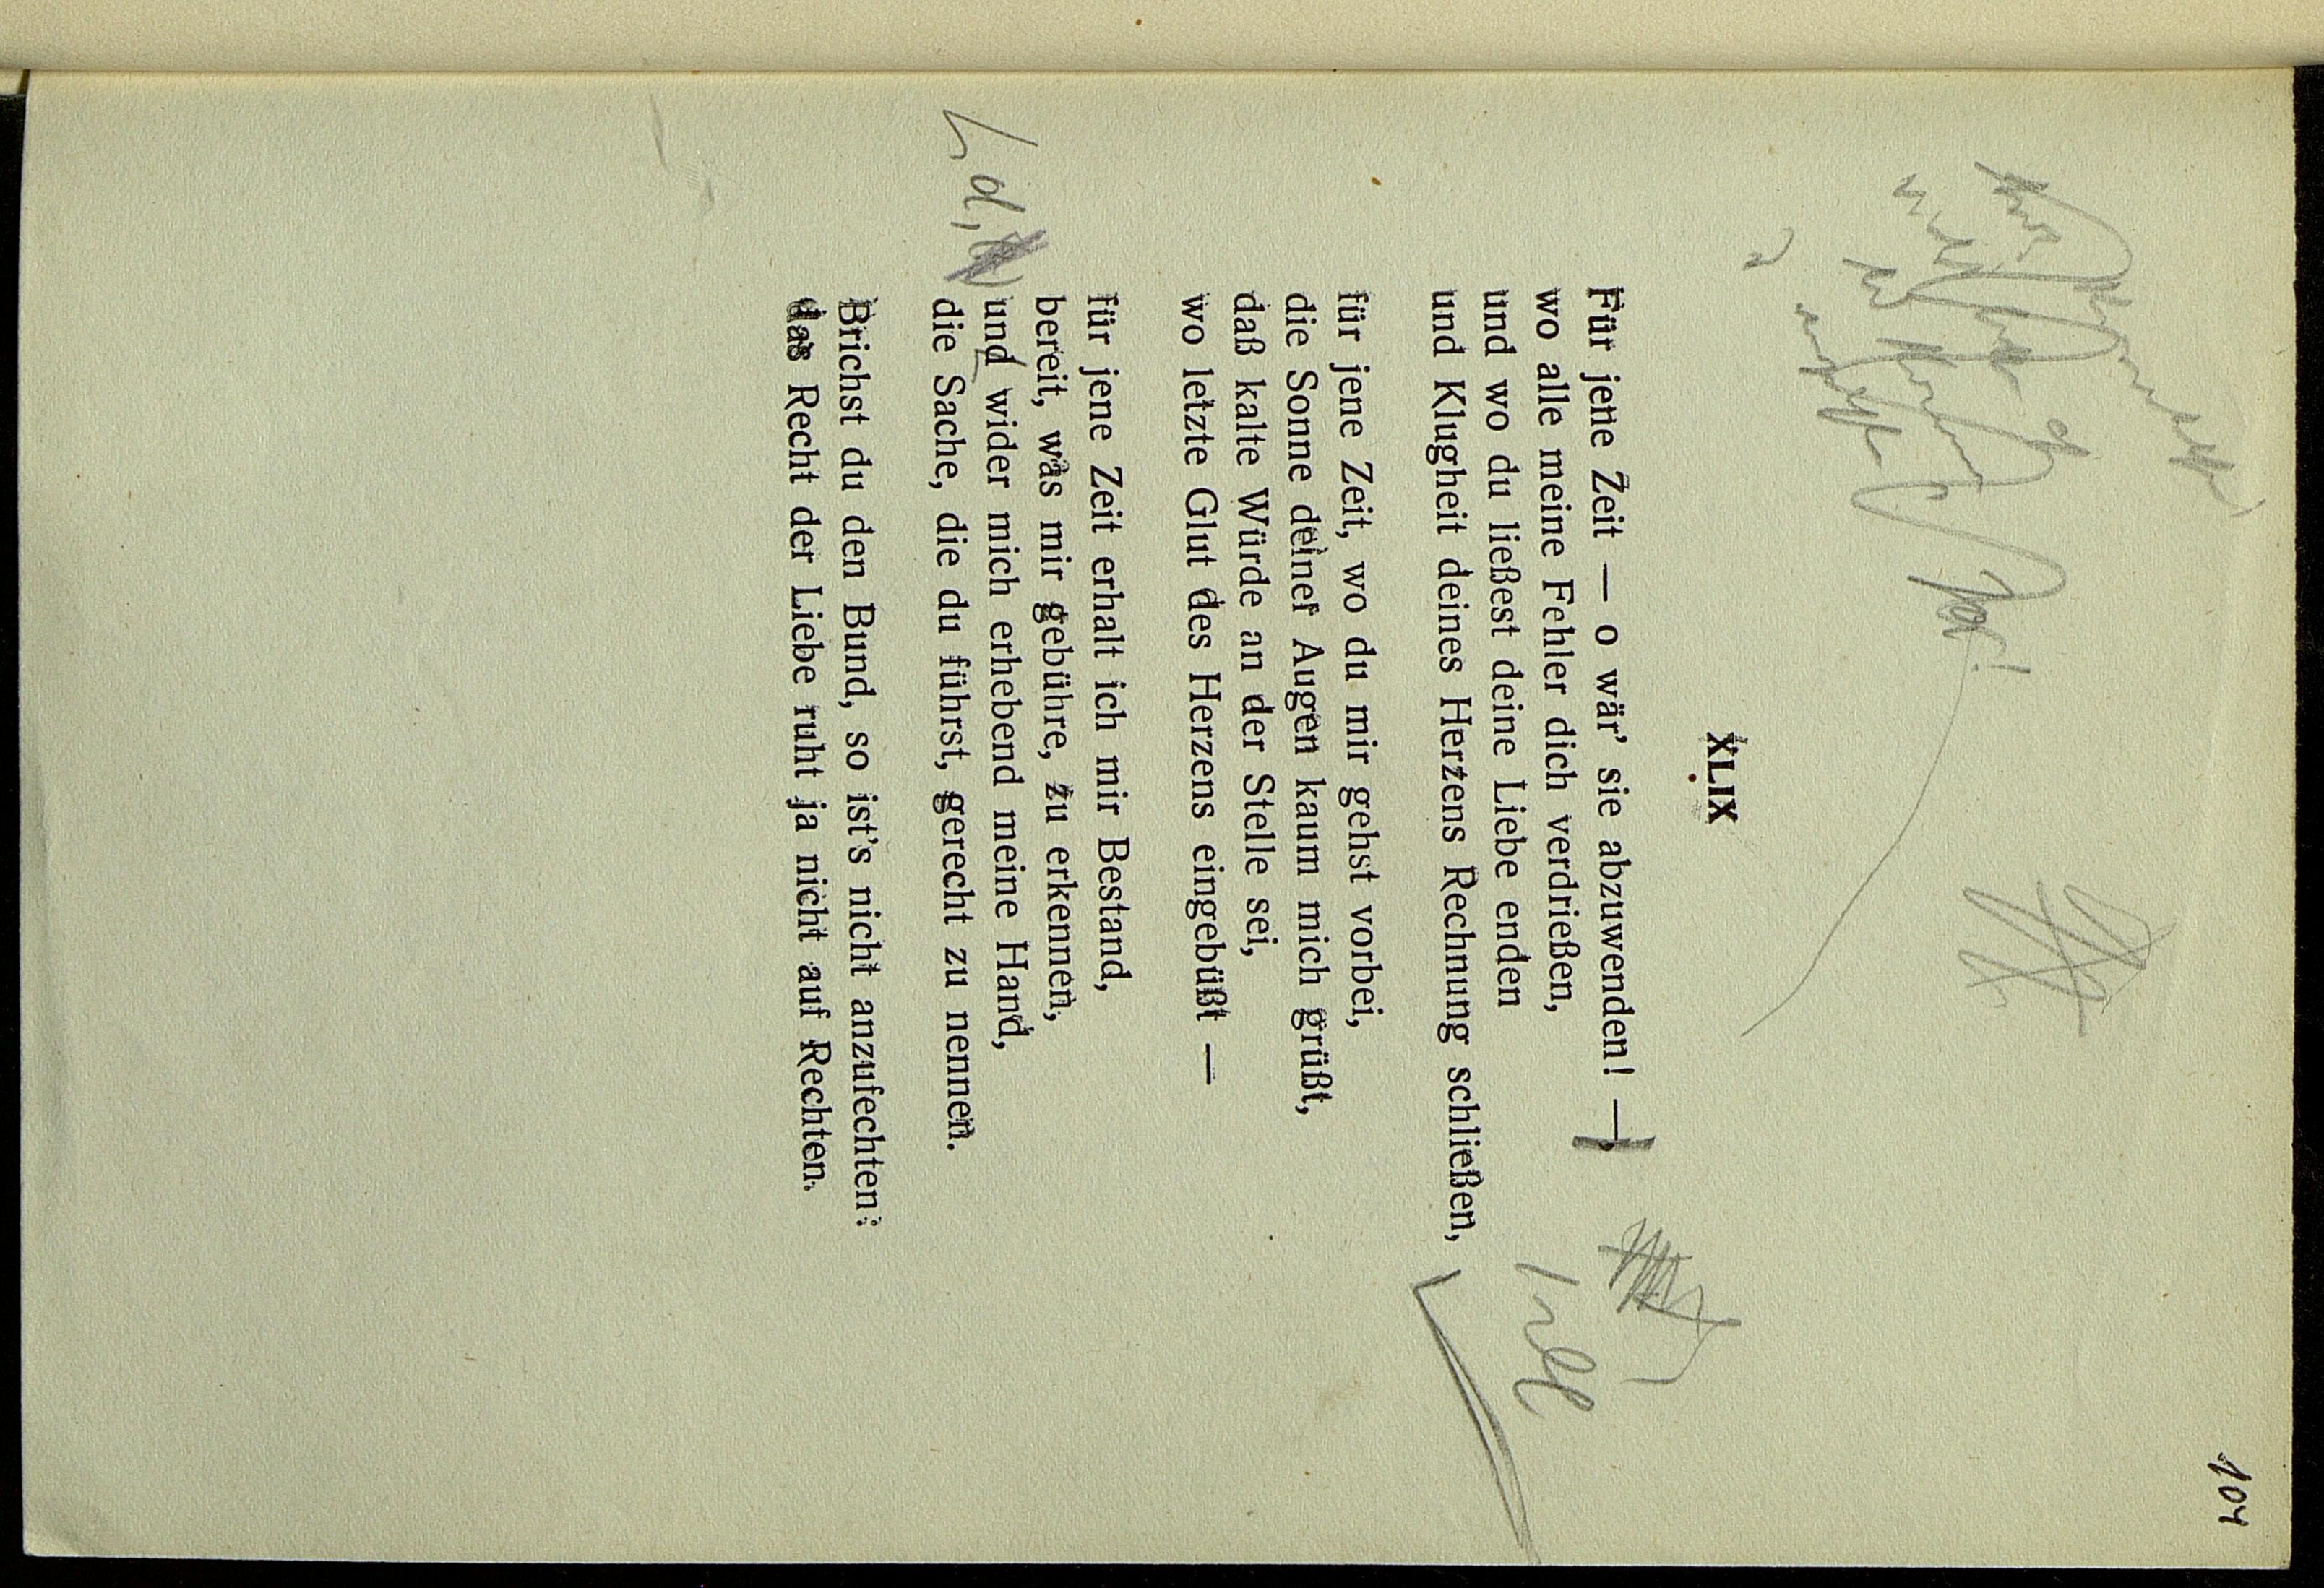 104
XLIX
Für jene Zeit — o wär' sie abzuwenden! —,
wo alle meine Fehler dich verdrießen,
und wo du ließest deine Liebe enden
und Klugheit deines Herzens Rechnung schließen,
für jene Zeit, wo du mir gehst vorbei,
die Sonne deiner Augen kaum mich grüßt,
daß kalte Würde an der Stelle sei,
wo letzte Glut des Herzens eingebüßt —
für jene Zeit erhalt ich mir Bestand,
bereit, was mir gebühre, zu erkennen,
und wider mich erhebend meine Hand,
die Sache, die du führst, gerecht zu nennen.
Brichst du den Bund, so ist's nicht anzufechten:
das Recht der Liebe ruht ja nicht auf Rechten.